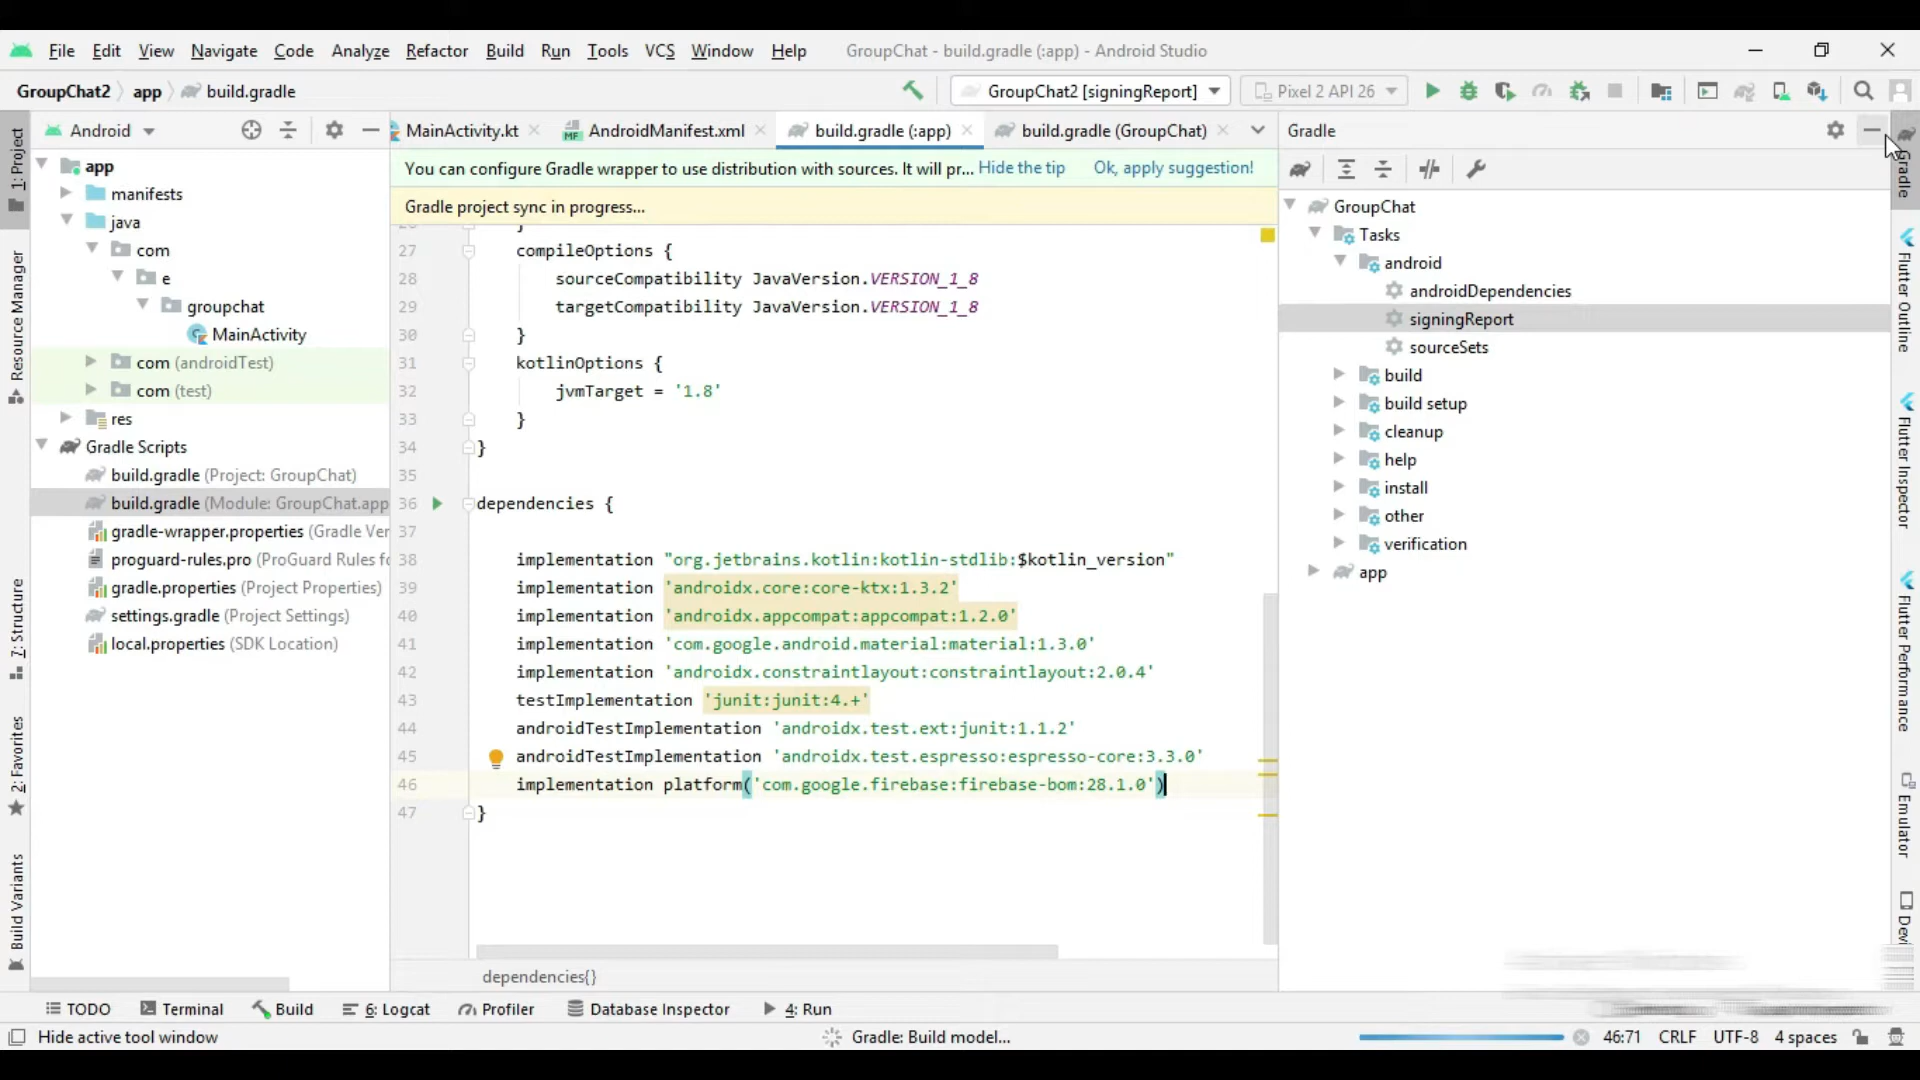 File Edit View Navigate Code Analyze Refactor Build Run Tools VCS Window Help GroupChat - build.gradle (:app) - Android Studio
GroupChat2 app build.gradle GroupChat2 [signingReport] Pixel 2 API 26
Android MainActivity.kt AndroidManifest.xml build.gradle (:app) build.gradle (GroupChat) Gradle
1: Project
Resource Manager
7: Structure
2: Favorites
Build Variants
app
manifests
java
com
e
groupchat
MainActivity
com (androidTest)
com (test)
res
Gradle Scripts
build.gradle (Project: GroupChat)
build.gradle (Module: GroupChat.app
gradle-wrapper.properties (Gradle Ver
proguard-rules.pro (ProGuard Rules fo
gradle.properties (Project Properties)
settings.gradle (Project Settings)
local.properties (SDK Location)
You can configure Gradle wrapper to use distribution with sources. It will pr... Hide the tip Ok, apply suggestion!
Gradle project sync in progress...
27 compileOptions {
28 sourceCompatibility JavaVersion.VERSION_1_8
29 targetCompatibility JavaVersion.VERSION_1_8
30 }
31 kotlinOptions {
32 jvmTarget = '1.8'
33 }
34 }
35
36 dependencies {
37
38 implementation "org.jetbrains.kotlin:kotlin-stdlib:$kotlin_version"
39 implementation 'androidx.core:core-ktx:1.3.2'
40 implementation 'androidx.appcompat:appcompat:1.2.0'
41 implementation 'com.google.android.material:material:1.3.0'
42 implementation 'androidx.constraintlayout:constraintlayout:2.0.4'
43 testImplementation 'junit:junit:4.+'
44 androidTestImplementation 'androidx.test.ext:junit:1.1.2'
45 androidTestImplementation 'androidx.test.espresso:espresso-core:3.3.0'
46 implementation platform('com.google.firebase:firebase-bom:28.1.0')
47 }
dependencies{}
GroupChat
Tasks
android
androidDependencies
signingReport
sourceSets
build
build setup
cleanup
help
install
other
verification
app
Gradle
Flutter Outline
Flutter Inspector
Flutter Performance
Emulator
TODO Terminal Build 6: Logcat Profiler Database Inspector 4: Run
Hide active tool window Gradle: Build model... 46:71 CRLF UTF-8 4 spaces